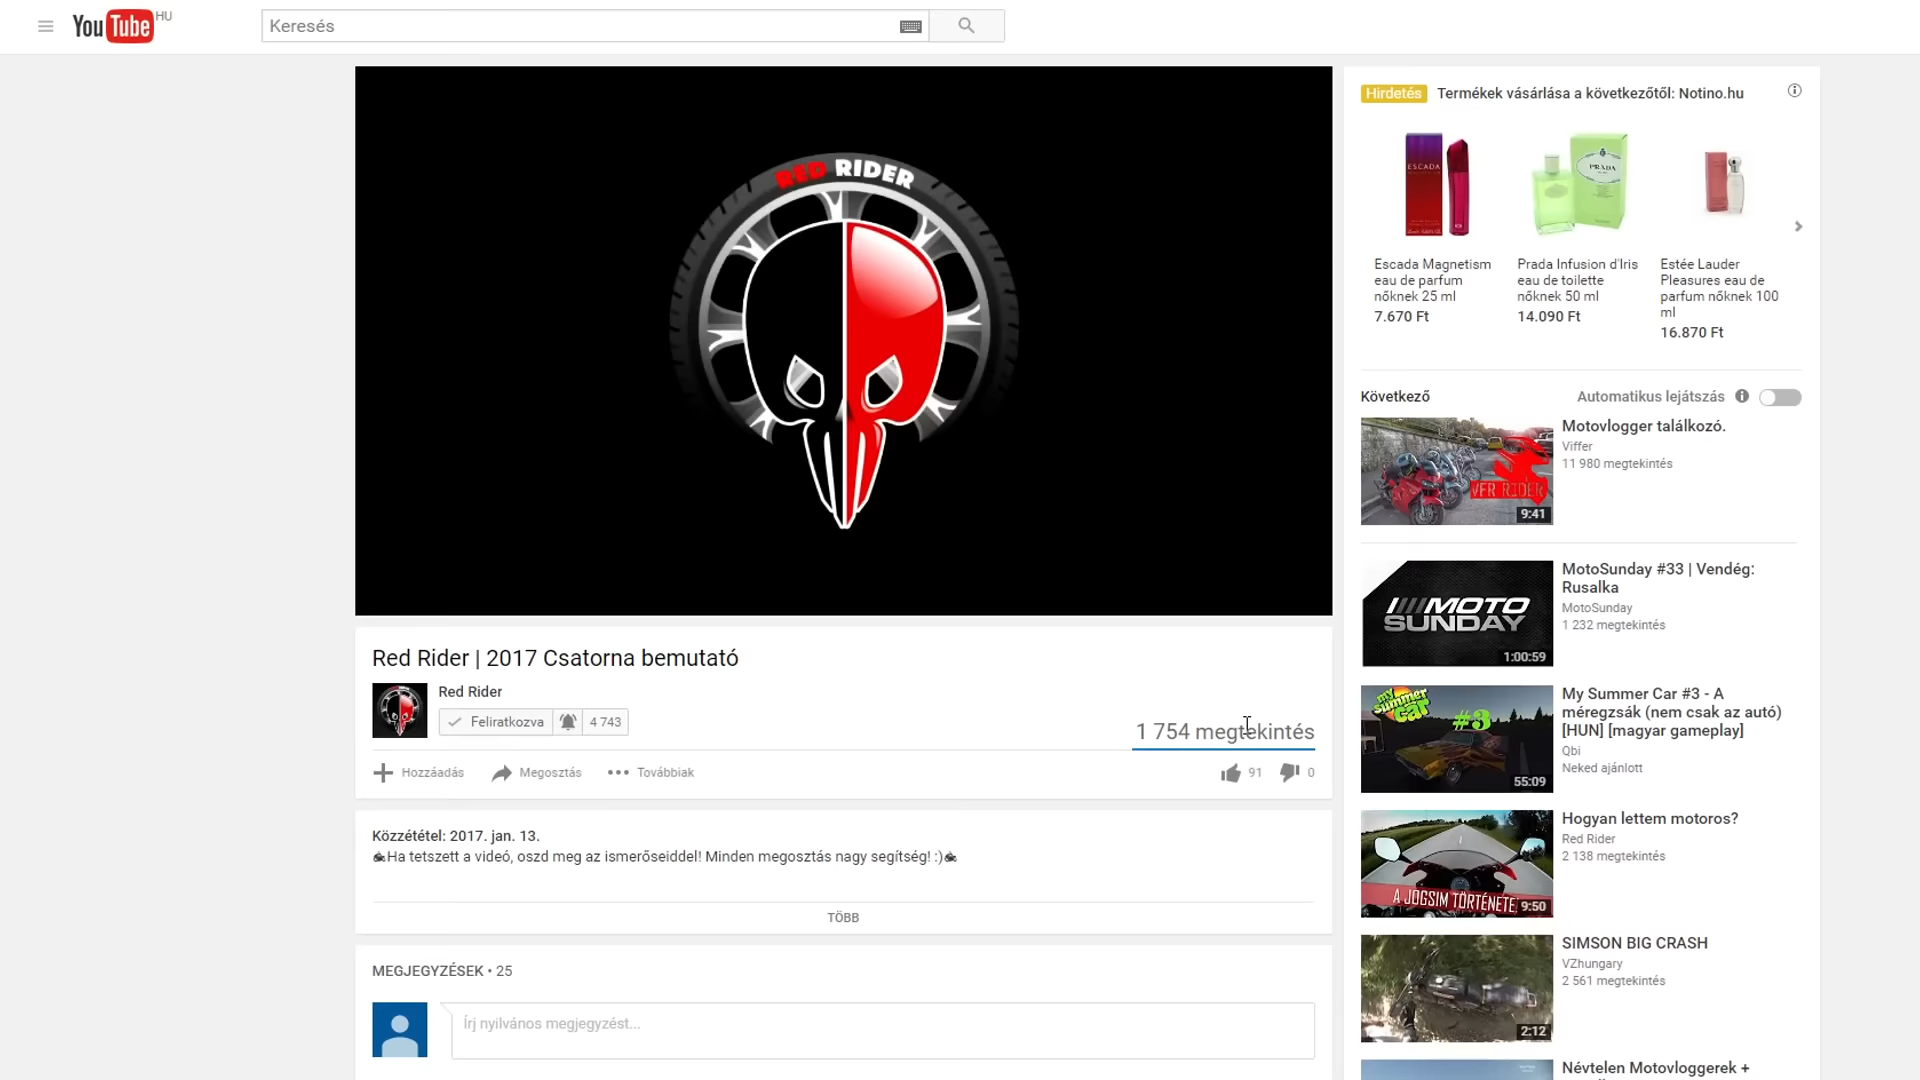 YouTube HU
Keresés
RED RIDER
Red Rider | 2017 Csatorna bemutató
Red Rider
Feliratkozva 4 743
1 754 megtekintés
Hozzáadás Megosztás Továbbiak 91 0
Közzététel: 2017. jan. 13.
Ha tetszett a videó, oszd meg az ismerőseiddel! Minden megosztás nagy segítség! :)
TÖBB
MEGJEGYZÉSEK • 25
Írj nyilvános megjegyzést...
Hirdetés Termékek vásárlása a következőtől: Notino.hu
ESCADA
PRADA
Escada Magnetism
eau de parfum
nőknek 25 ml
7.670 Ft
Prada Infusion d'Iris
eau de toilette
nőknek 50 ml
14.090 Ft
Estée Lauder
Pleasures eau de
parfum nőknek 100
ml
16.870 Ft
Következő Automatikus lejátszás
VFR RIDER
9:41
Motovlogger találkozó.
Viffer
11 980 megtekintés
MOTO
SUNDAY
1:00:59
MotoSunday #33 | Vendég:
Rusalka
MotoSunday
1 232 megtekintés
my
summer
car
#3
55:09
My Summer Car #3 - A
méregzsák (nem csak az autó)
[HUN] [magyar gameplay]
Qbi
Neked ajánlott
A JOGSIM TÖRTÉNETE
9:50
Hogyan lettem motoros?
Red Rider
2 138 megtekintés
2:12
SIMSON BIG CRASH
VZhungary
2 561 megtekintés
Névtelen Motovloggerek +